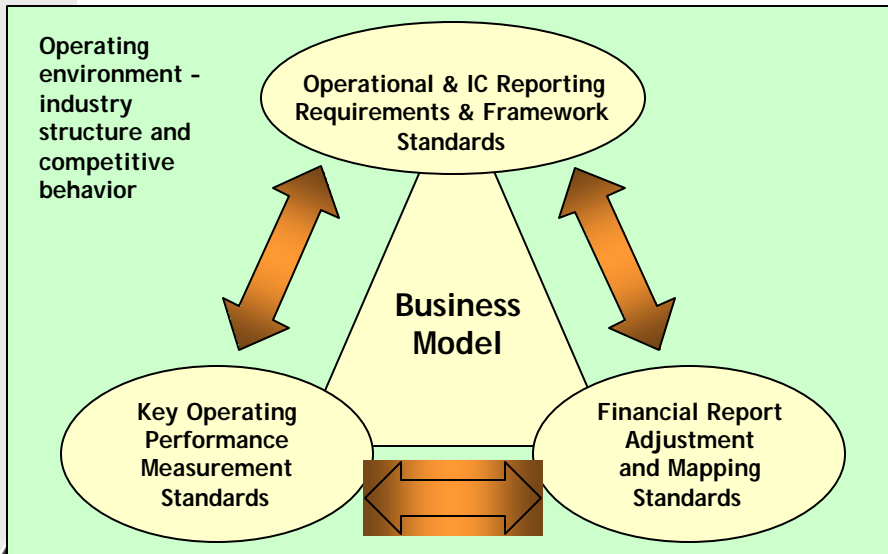 Operating
environment -
industry
structure and
competitive
behavior
Operational & IC Reporting
Requirements & Framework
Standards
Business
Model
Key Operating
Performance
Measurement
Standards
Financial Report
Adjustment
and Mapping
Standards